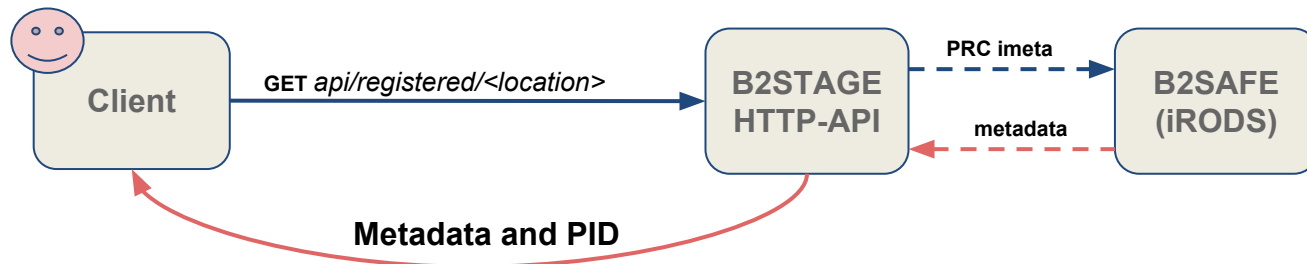 Client
GET api/registered/<location>
B2STAGE
HTTP-API
PRC imeta
metadata
B2SAFE
(iRODS)
Metadata and PID